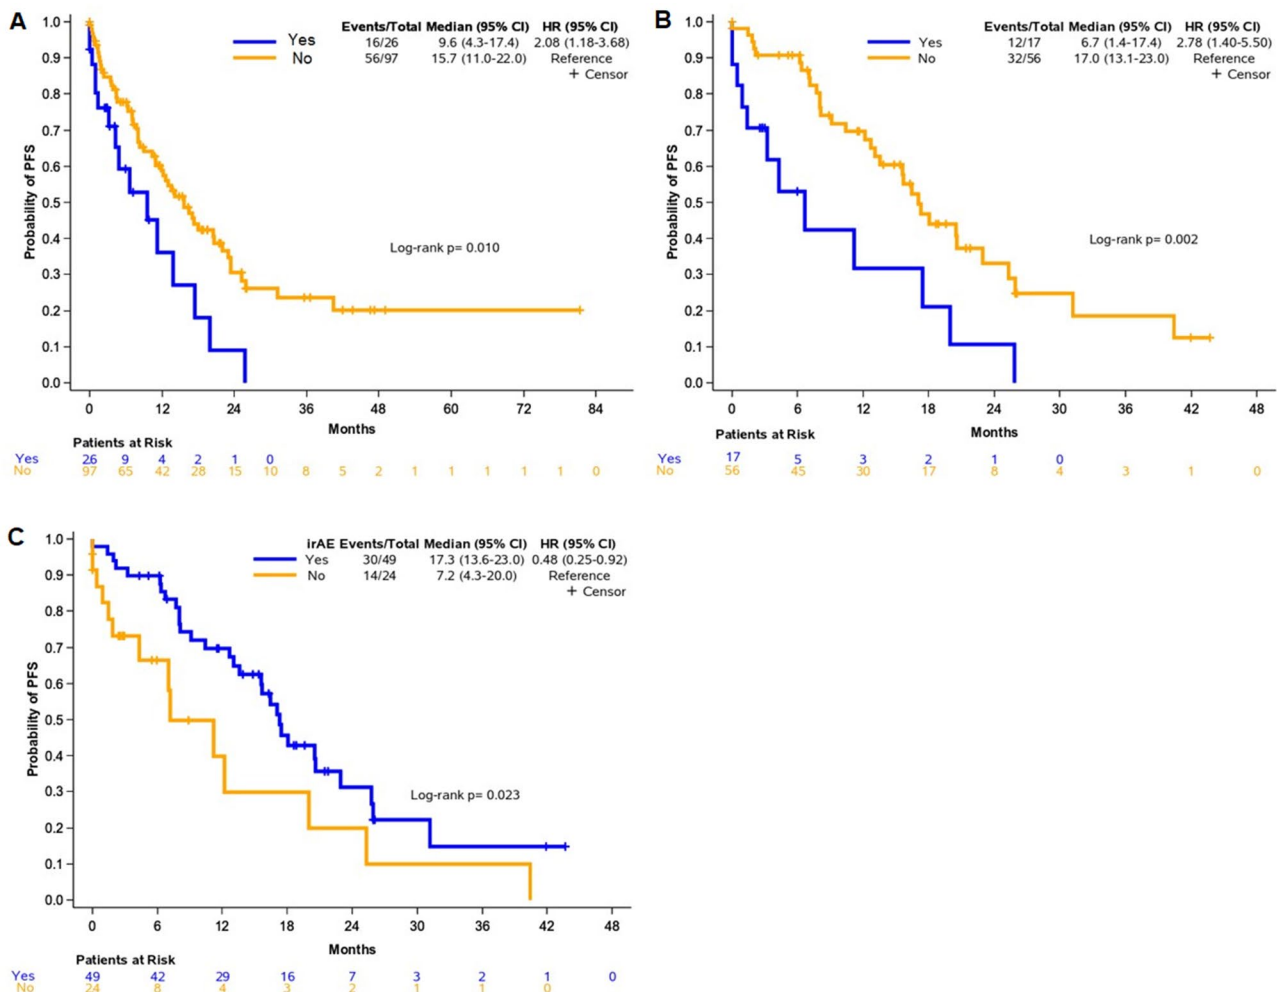 A
Events/Total Median (95% CI) HR (95% CI)
Yes 16/26 9.6 (4.3-17.4) 2.08 (1.18-3.68)
No 56/97 15.7 (11.0-22.0) Reference
+ Censor
1.0
0.9
0.8
0.7
0.6
0.5
0.4
0.3
0.2
0.1
0.0
Probability of PFS
Log-rank p= 0.010
0 12 24 36 48 60 72 84
Months
Patients at Risk
Yes 26 9 4 2 1 0
No 97 65 42 28 15 10 8 5 2 1 1 1 1 1 0
B
Events/Total Median (95% CI) HR (95% CI)
Yes 12/17 6.7 (1.4-17.4) 2.78 (1.40-5.50)
No 32/56 17.0 (13.1-23.0) Reference
+ Censor
1.0
0.9
0.8
0.7
0.6
0.5
0.4
0.3
0.2
0.1
0.0
Probability of PFS
Log-rank p= 0.002
0 6 12 18 24 30 36 42 48
Months
Patients at Risk
Yes 17 5 3 2 1 0
No 56 45 30 17 8 4 3 1 0
C
irAE Events/Total Median (95% CI) HR (95% CI)
Yes 30/49 17.3 (13.6-23.0) 0.48 (0.25-0.92)
No 14/24 7.2 (4.3-20.0) Reference
+ Censor
1.0
0.9
0.8
0.7
0.6
0.5
0.4
0.3
0.2
0.1
0.0
Probability of PFS
Log-rank p= 0.023
0 6 12 18 24 30 36 42 48
Months
Patients at Risk
Yes 49 42 29 16 7 3 2 1 0
No 24 8 4 3 2 1 1 0